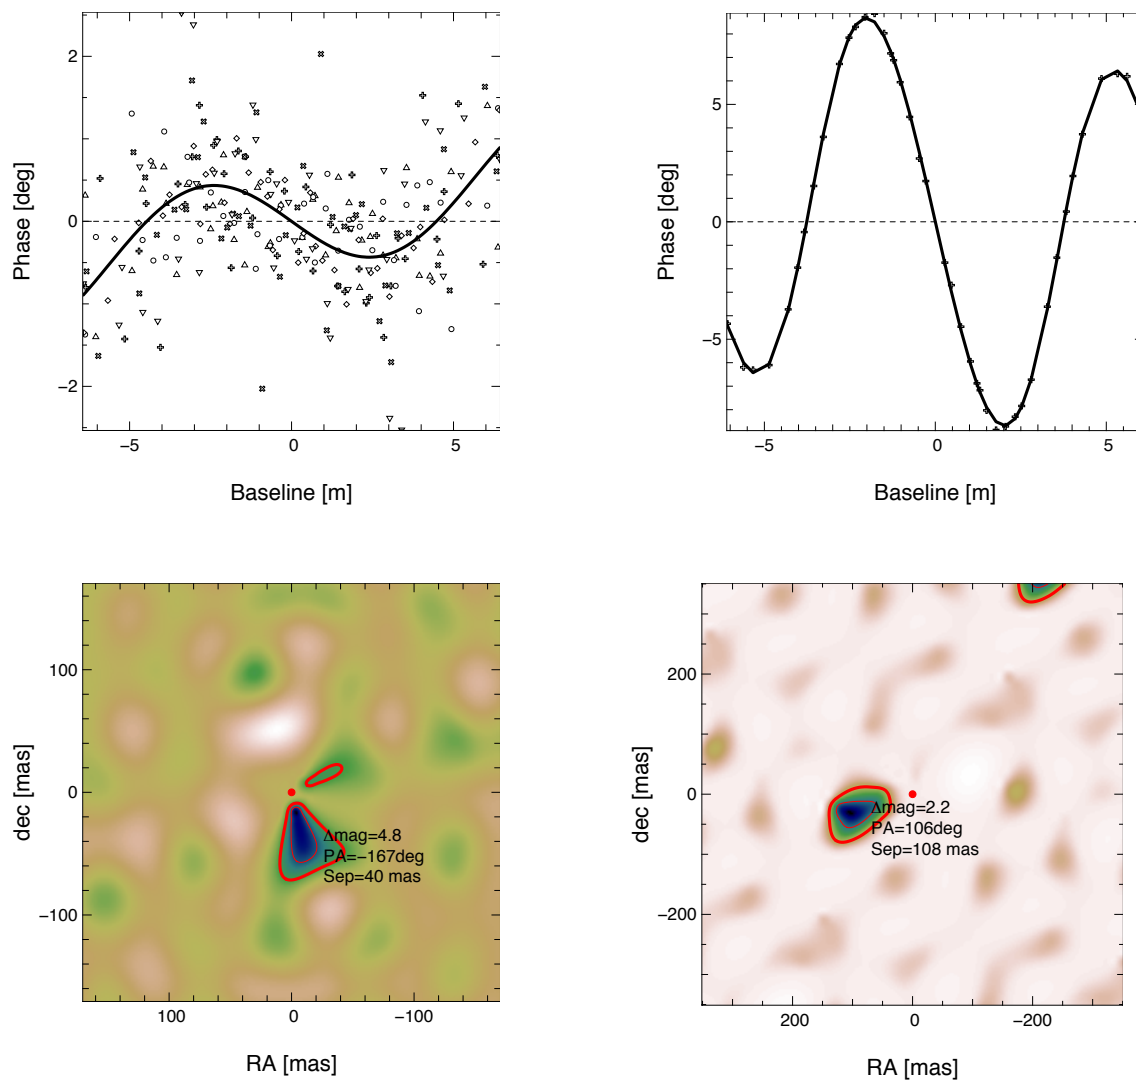 2
0
−2
Phase [deg]
−5
0
5
Baseline [m]
5
0
−5
Phase [deg]
−5
0
5
Baseline [m]
100
0
−100
dec [mas]
Δmag=4.8
PA=−167deg
Sep=40 mas
100
0
−100
RA [mas]
200
0
−200
dec [mas]
Δmag=2.2
PA=106deg
Sep=108 mas
200
0
−200
RA [mas]